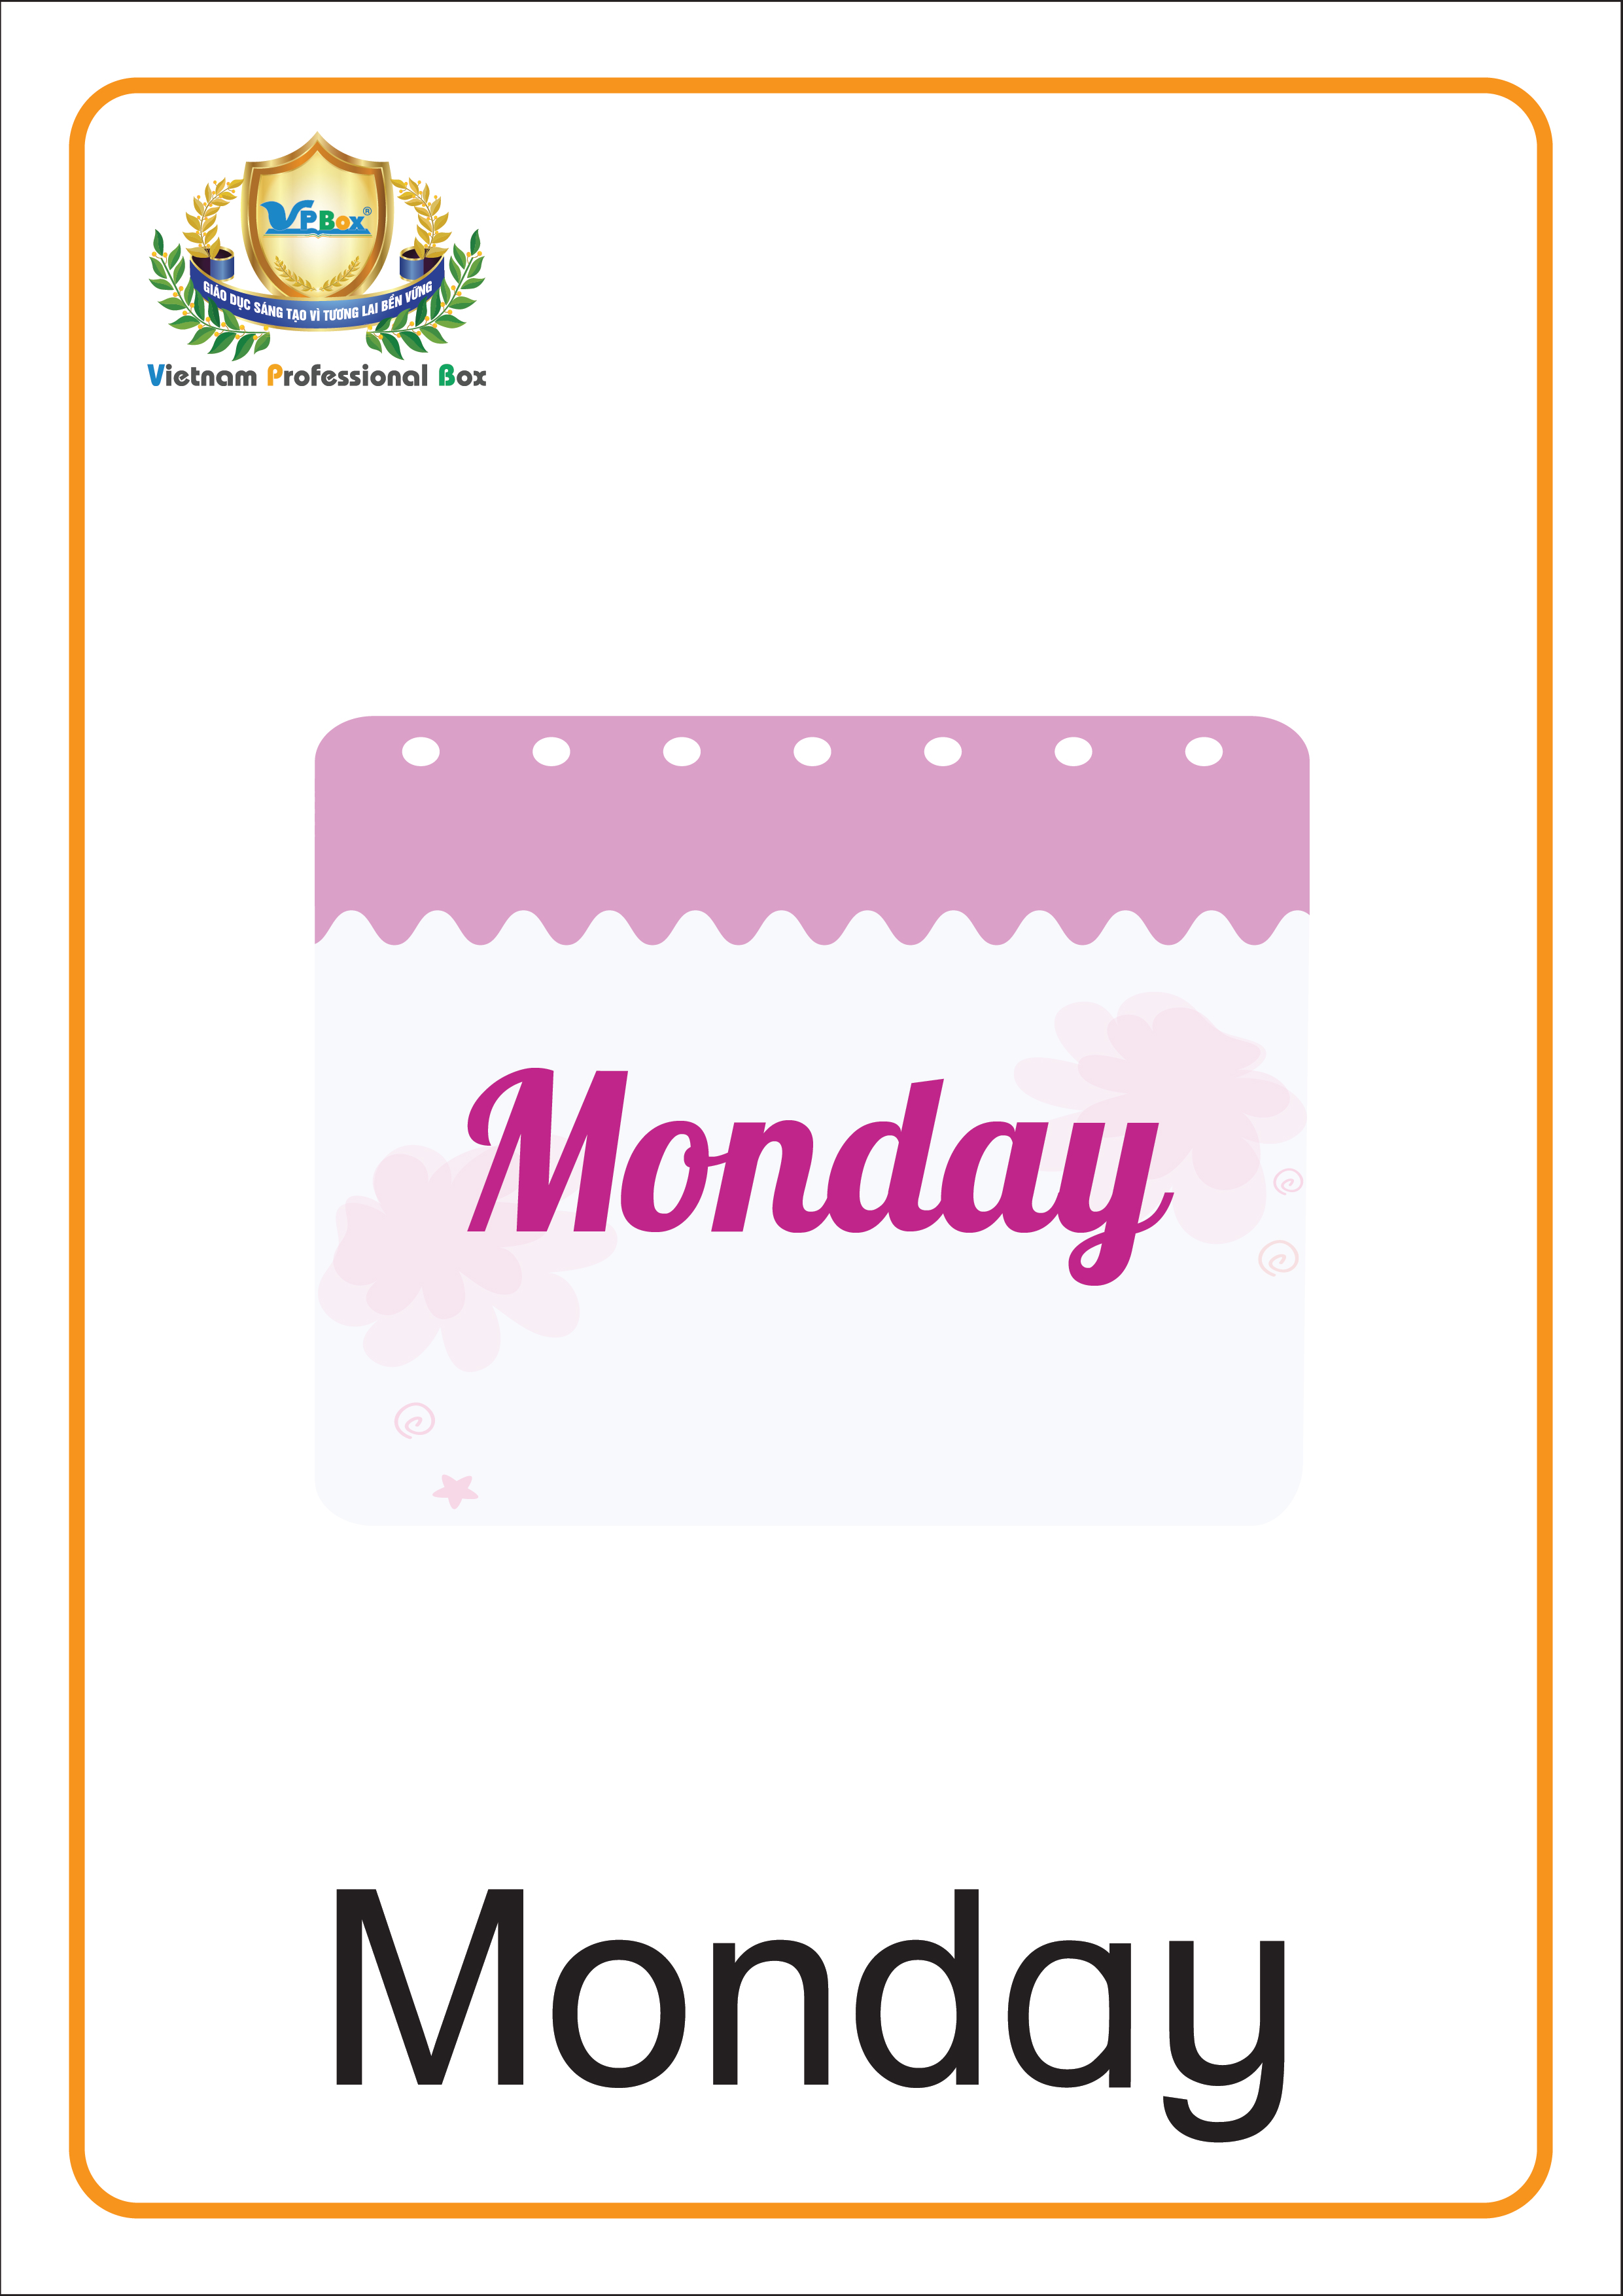 VPBox®
GIÁO DỤC SÁNG TẠO VÌ TƯƠNG LAI BỀN VỮNG
Vietnam Professional Box
Monday
Monday